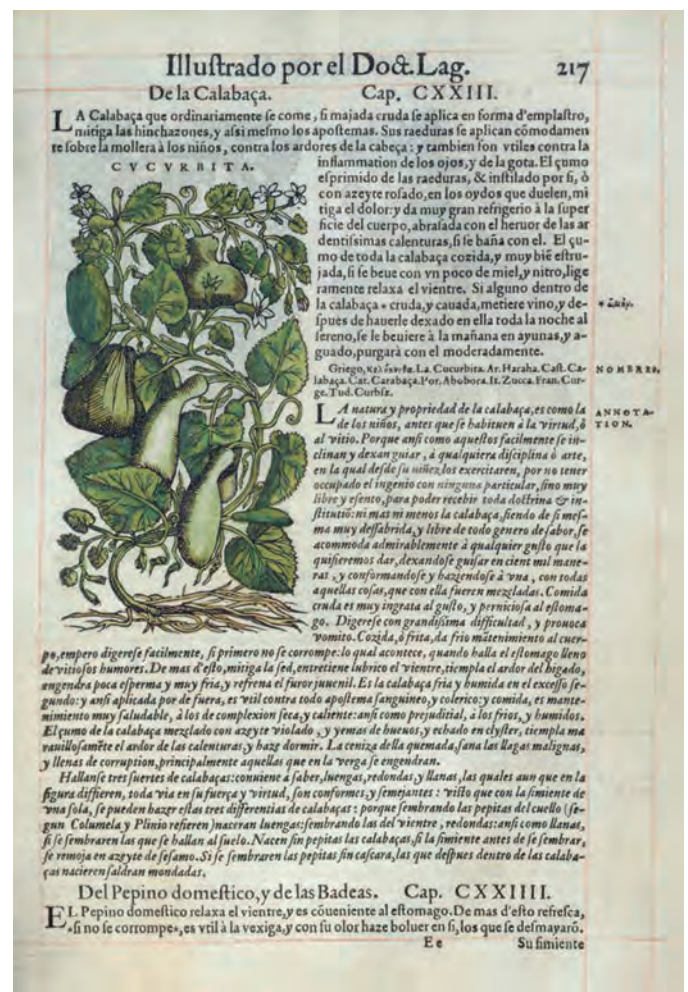 Illuſtrado por el Doct. Lag. 217
De la Calabaça. Cap. CXXIII.
LA Calabaça que ordinariamente ſe come, ſi majada cruda ſe aplica en forma d'emplaſtro,
mitiga las hinchazones, y aſsi meſmo los apoſtemas. Sus raeduras ſe aplican cōmodamen
te ſobre la mollera à los niños, contra los ardores de la cabeça: y tambien ſon vtiles contra la
CVCVRBITA.
inflammation de los ojos, y de la gota. El çumo
eſprimido de las raeduras, & inſtilado por ſi, ò
con azeyte roſado, en los oydos que duelen, mi
tiga el dolor: y da muy gran refrigerio à la ſuper
ficie del cuerpo, abraſada con el heruor de las ar
dentiſsimas calenturas, ſi ſe baña con el. El çu-
mo de toda la calabaça cozida, y muy biē eſtru-
jada, ſi ſe beue con vn poco de miel, y nitro, lige
ramente relaxa el vientre. Si alguno dentro de
la calabaça * cruda, y cauada, metiere vino, y de-
ſpues de hauerle dexado en ella toda la noche al
ſereno, ſe le beuiere à la mañana en ayunas, y a-
guado, purgarà con el moderadamente.
Griego, La. Cucurbita. Ar. Haraha. Caſt. Ca-
labaça. Cat. Carabaça. Por. Abobora. It. Zucca. Fran. Cur-
ge. Tud. Curbſz.
NOMBRES.
LA natura y propriedad de la calabaça, es como la
de los niños, antes que ſe habituen à la virtud, ò
al vitio. Porque anſi como aqueſtos facilmente ſe in-
clinan y dexan guiar, à qualquiera diſciplina ò arte,
en la qual deſde ſu niñez los exercitaren, por no tener
occupado el ingenio con ninguna particular, ſino muy
libre y eſento, para poder recebir toda doctrina & in-
ſtitutiō: ni mas ni menos la calabaça, ſiendo de ſi meſ-
ma muy deſſabrida, y libre de todo genero de ſabor, ſe
accommoda admirablemente à qualquier guſto que la
quiſieremos dar, dexandoſe guiſar en cient mil mane-
ras, y conformandoſe y haziendoſe à vna, con todas
aquellas coſas, que con ella fueren mezcladas. Comida
cruda es muy ingrata al guſto, y pernicioſa al eſtoma-
go. Digereſe con grandiſsima difficultad, y prouoca
vomito. Cozida, ò frita, da frio mātenimiento al cuer-
po, empero digereſe facilmente, ſi primero no ſe corrompe: lo qual acontece, quando halla el eſtomago lleno
de vitioſos humores. De mas d'eſto, mitiga la ſed, entretiene lubrico el vientre, tiempla el ardor del higado,
engendra poca eſperma y muy fria, y refrena el furor juuenil. Es la calabaça fria y humida en el exceſſo ſe-
gundo: y anſi aplicada por de fuera, es vtil contra todo apoſtema ſanguineo, y colerico: y comida, es mante-
nimiento muy ſaludable, à los de complexion ſeca, y caliente: anſi como prejuditial, à los frios, y humidos.
El çumo de la calabaça mezclado con azeyte violado, y yemas de hueuos, y echado en clyſter, tiempla ma
rauilloſamēte el ardor de las calenturas, y haze dormir. La ceniza della quemada, ſana las llagas malignas,
y llenas de corruption, principalmente aquellas que en la verga ſe engendran.
Hallanſe tres ſuertes de calabaças: conuiene à ſaber, luengas, redondas, y llanas, las quales aun que en la
figura diffieren, toda via en ſu fuerça y virtud, ſon conformes, y ſemejantes: viſto que con la ſimiente de
vna ſola, ſe pueden hazer eſtas tres differentias de calabaças: porque ſembrando las pepitas del cuello (ſe-
gun Columela y Plinio refieren) naceran luengas: ſembrando las del vientre, redondas: anſi como llanas,
ſi ſe ſembraren las que ſe hallan al ſuelo. Nacen ſin pepitas las calabaças, ſi la ſimiente antes de ſe ſembrar,
ſe remoja en azeyte de ſeſamo. Si ſe ſembraren las pepitas ſin caſcara, las que deſpues dentro de las calaba-
ças nacieren ſaldran mondadas.
ANNOTA-
TION.
Del Pepino domeſtico, y de las Badeas. Cap. CXXIIII.
EL Pepino domeſtico relaxa el vientre, y es cōueniente al eſtomago. De mas d'eſto refreſca,
*ſi no ſe corrompe*, es vtil à la vexiga, y con ſu olor haze boluer en ſi, los que ſe deſmayarō.
Ee Su ſimiente